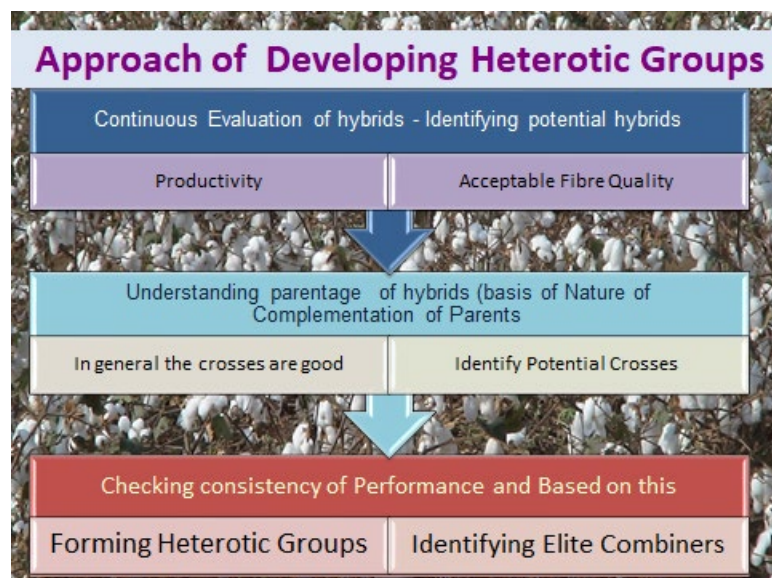 Approach of Developing Heterotic Groups
Continuous Evaluation of hybrids - Identifying potential hybrids
Productivity
Acceptable Fibre Quality
Understanding parentage of hybrids (basis of Nature of
Complementation of Parents
In general the crosses are good
Identify Potential Crosses
Checking consistency of Performance and Based on this
Forming Heterotic Groups
Identifying Elite Combiners